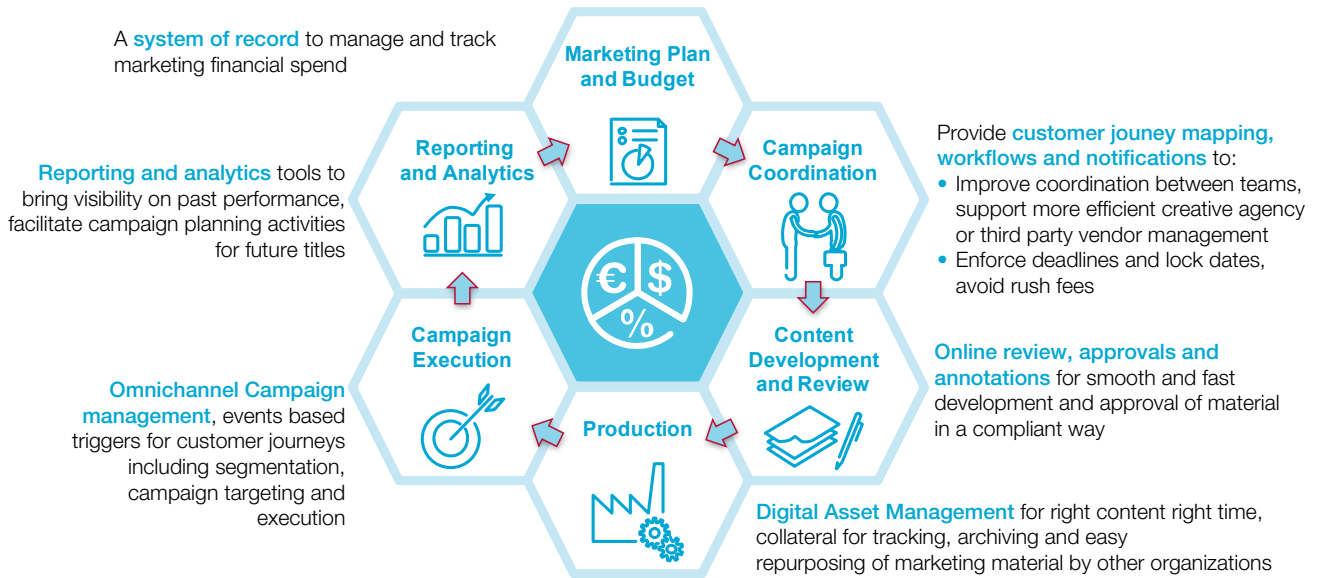 A system of record to manage and track
marketing financial spend
Marketing Plan
and Budget
Reporting
and Analytics
Campaign
Coordination
Provide customer jouney mapping,
workflows and notifications to:
• Improve coordination between teams,
support more efficient creative agency
or third party vendor management
• Enforce deadlines and lock dates,
avoid rush fees
Reporting and analytics tools to
bring visibility on past performance,
facilitate campaign planning activities
for future titles
€ $
%
Campaign
Execution
Content
Development
and Review
Online review, approvals and
annotations for smooth and fast
development and approval of material
in a compliant way
Omnichannel Campaign
management, events based
triggers for customer journeys
including segmentation,
campaign targeting and
execution
Production
Digital Asset Management for right content right time,
collateral for tracking, archiving and easy
repurposing of marketing material by other organizations